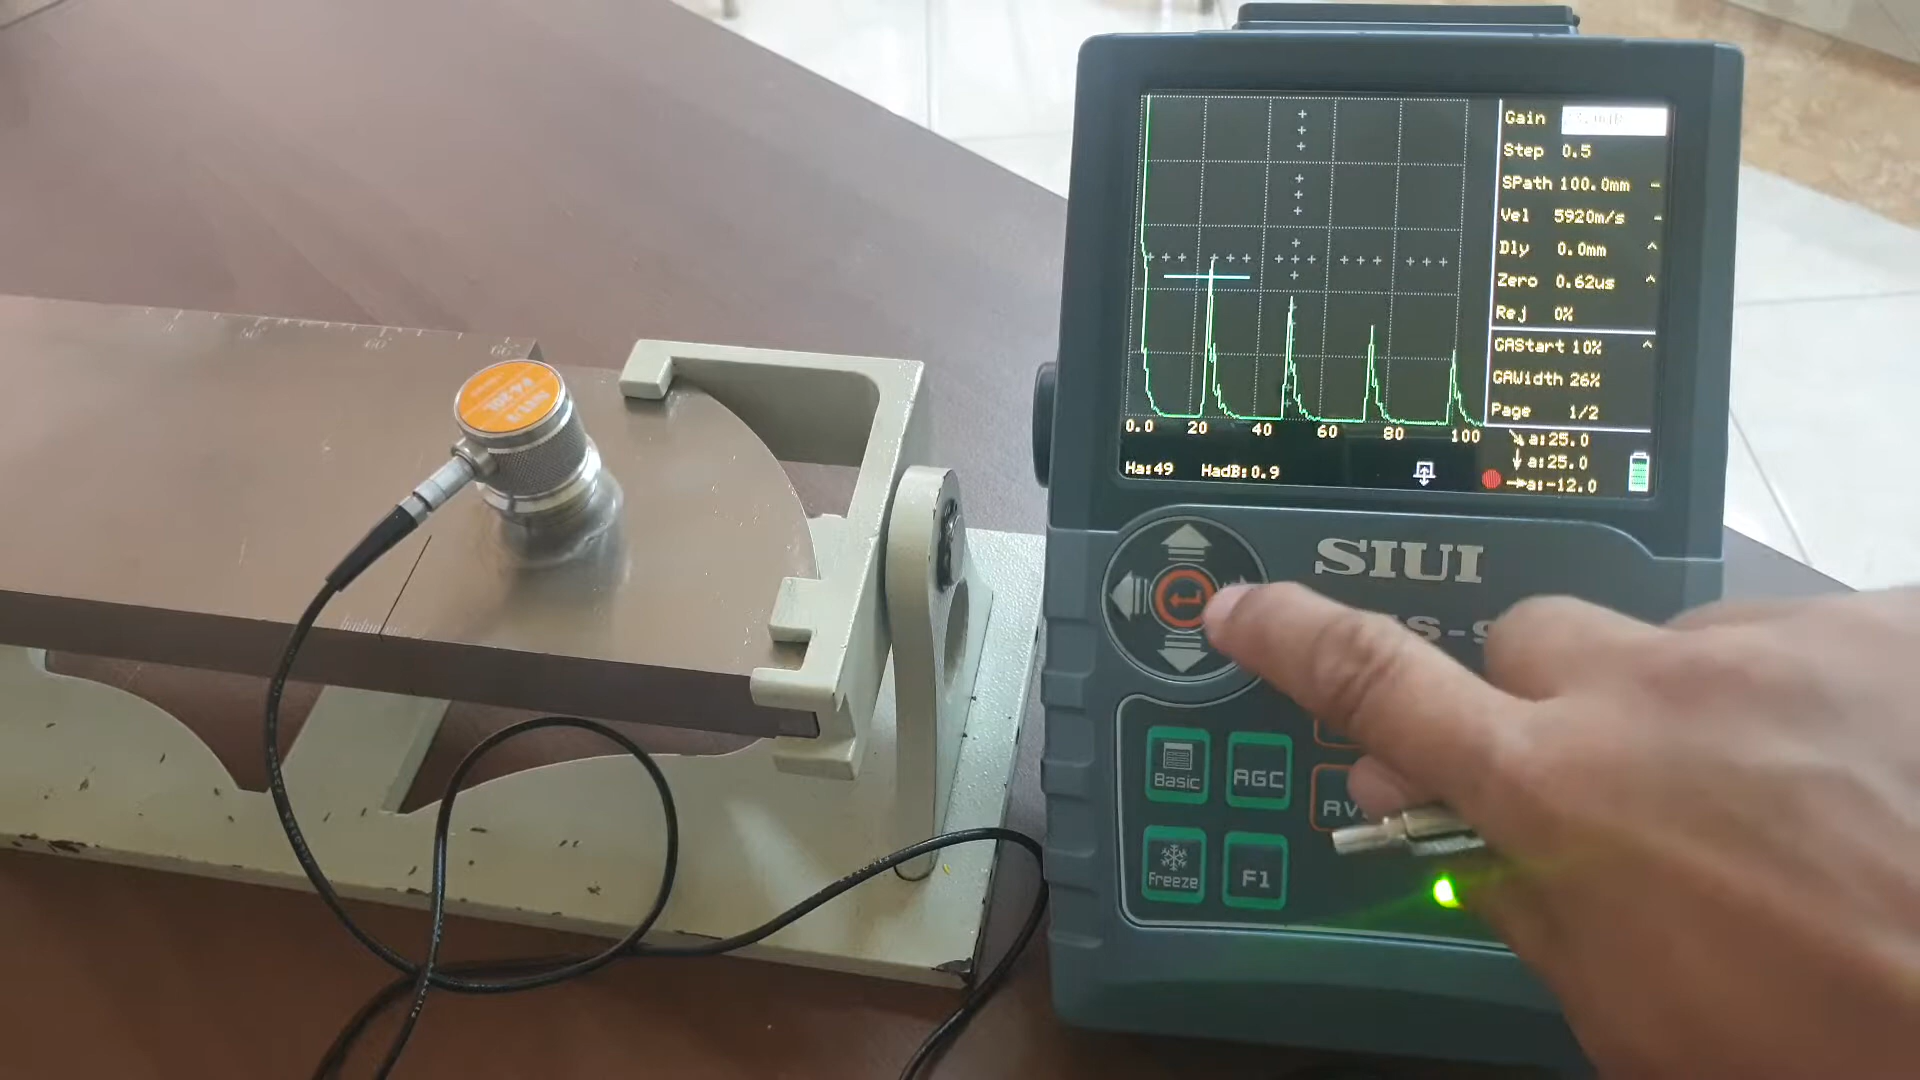 Gain
Step 0.5
SPath 100.0mm
Vel 5920m/s
Dly 0.0mm
Zero 0.62us
Rej 0%
GAStart 10%
GAWidth 26%
Page 1/2
0.0 20 40 60 80 100
a:25.0
a:25.0
a:-12.0
Ha:49 HadB:0.9
SIUI
Basic
AGC
Freeze
F1